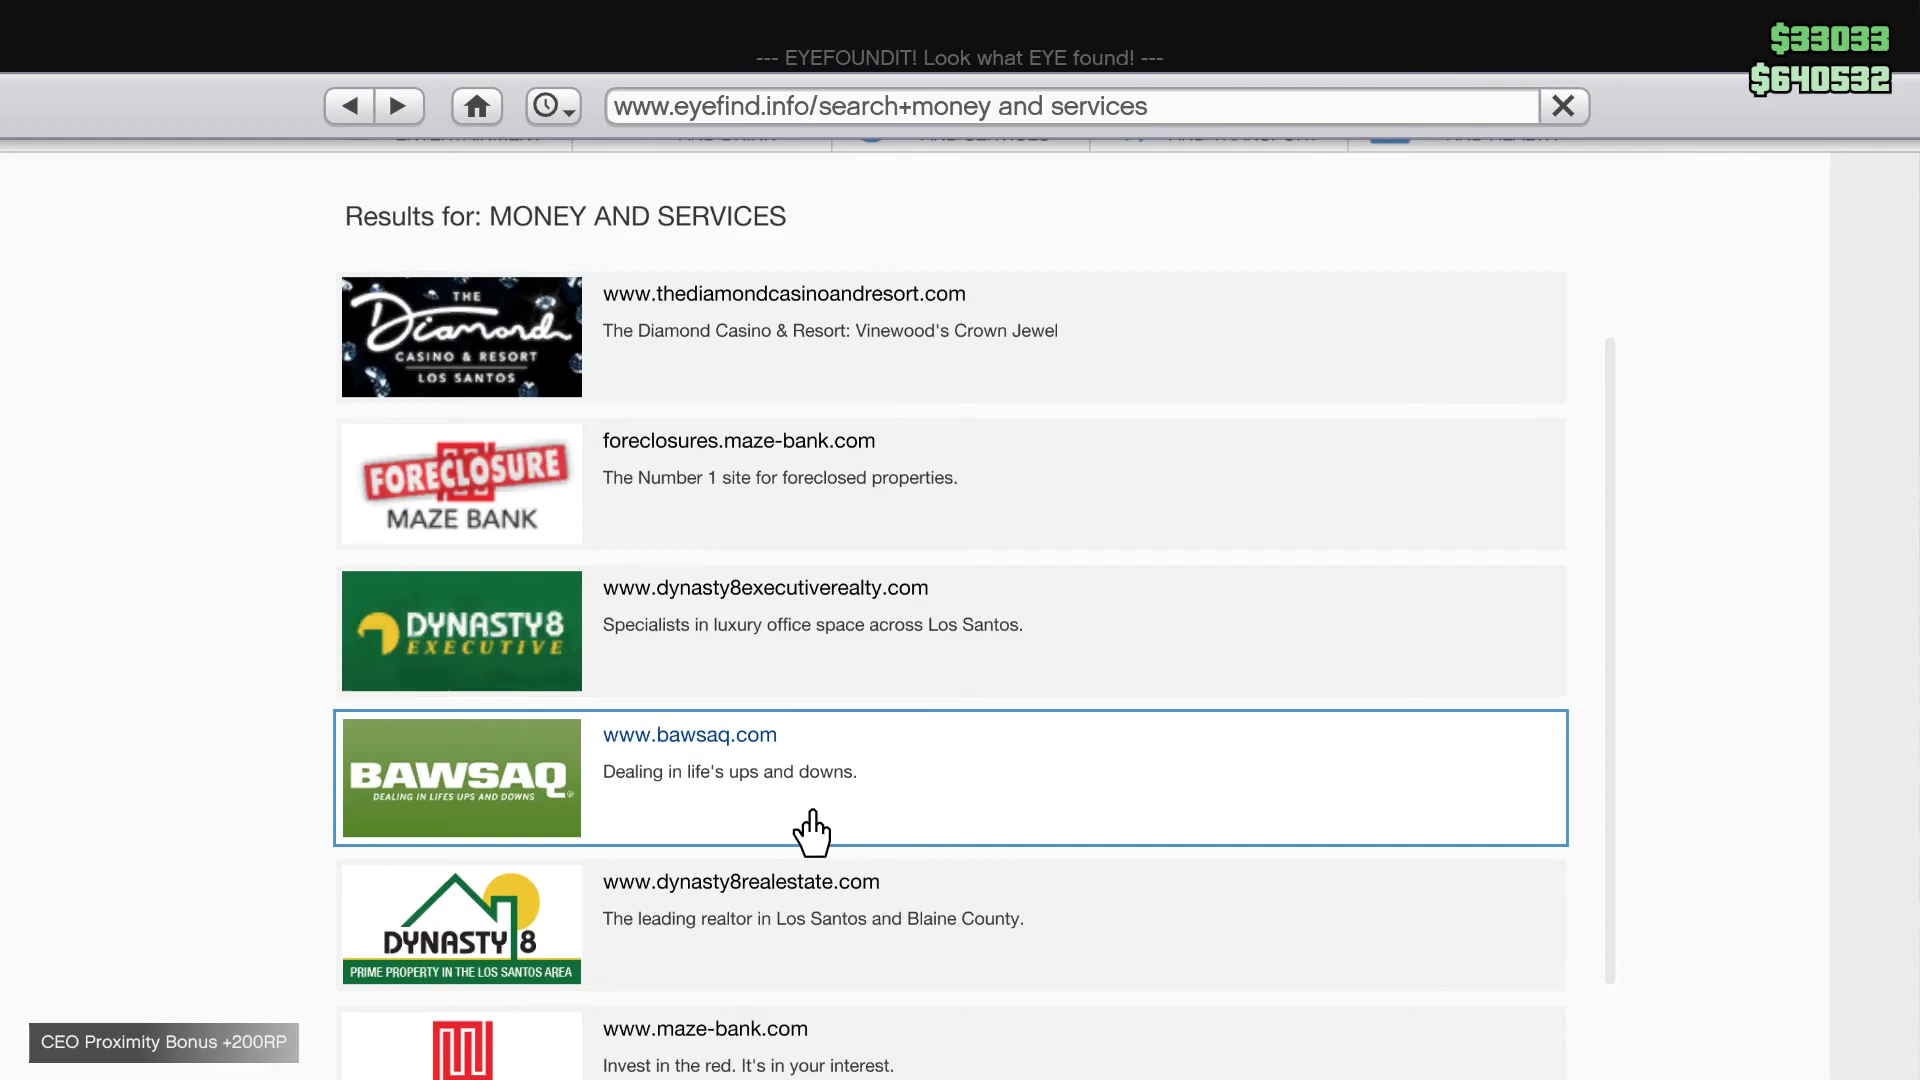 --- EYEFOUNDIT! Look what EYE found! ---
$33033
$640532
www.eyefind.info/search+money and services
Results for: MONEY AND SERVICES
THE
Diamond
CASINO & RESORT
LOS SANTOS
www.thediamondcasinoandresort.com
The Diamond Casino & Resort: Vinewood's Crown Jewel
FORECLOSURE
MAZE BANK
foreclosures.maze-bank.com
The Number 1 site for foreclosed properties.
DYNASTY8
EXECUTIVE
www.dynasty8executiverealty.com
Specialists in luxury office space across Los Santos.
BAWSAQ
DEALING IN LIFES UPS AND DOWNS
www.bawsaq.com
Dealing in life's ups and downs.
DYNASTY 8
PRIME PROPERTY IN THE LOS SANTOS AREA
www.dynasty8realestate.com
The leading realtor in Los Santos and Blaine County.
www.maze-bank.com
Invest in the red. It's in your interest.
CEO Proximity Bonus +200RP